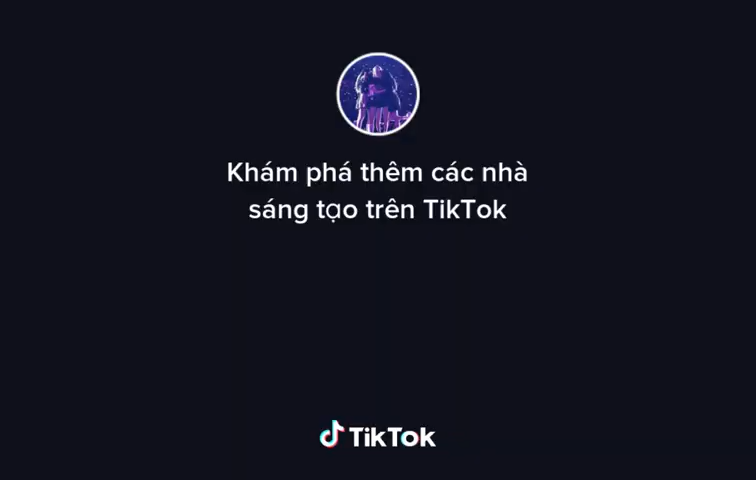 Khám phá thêm các nhà
sáng tạo trên TikTok
TikTok